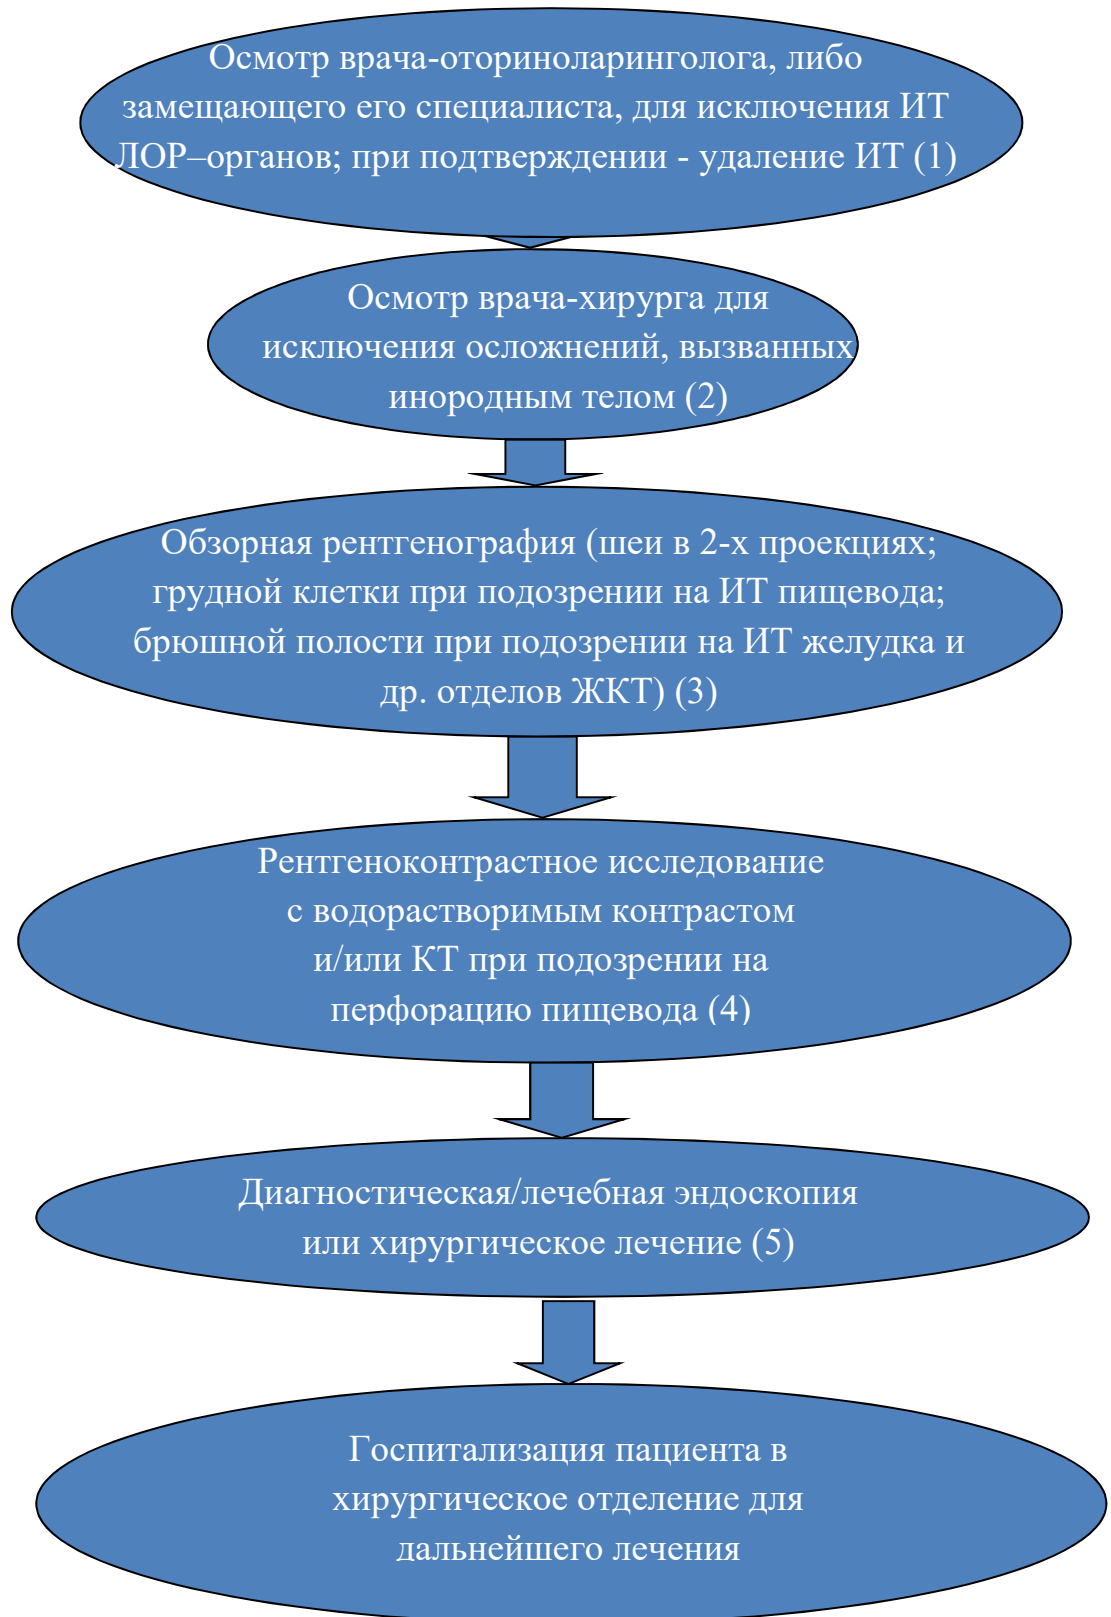 Осмотр врача-оториноларинголога, либо
замещающего его специалиста, для исключения ИТ
ЛОР–органов; при подтверждении - удаление ИТ (1)
Осмотр врача-хирурга для
исключения осложнений, вызванных
инородным телом (2)
Обзорная рентгенография (шеи в 2-х проекциях;
грудной клетки при подозрении на ИТ пищевода;
брюшной полости при подозрении на ИТ желудка и
др. отделов ЖКТ) (3)
Рентгеноконтрастное исследование
с водорастворимым контрастом
и/или КТ при подозрении на
перфорацию пищевода (4)
Диагностическая/лечебная эндоскопия
или хирургическое лечение (5)
Госпитализация пациента в
хирургическое отделение для
дальнейшего лечения